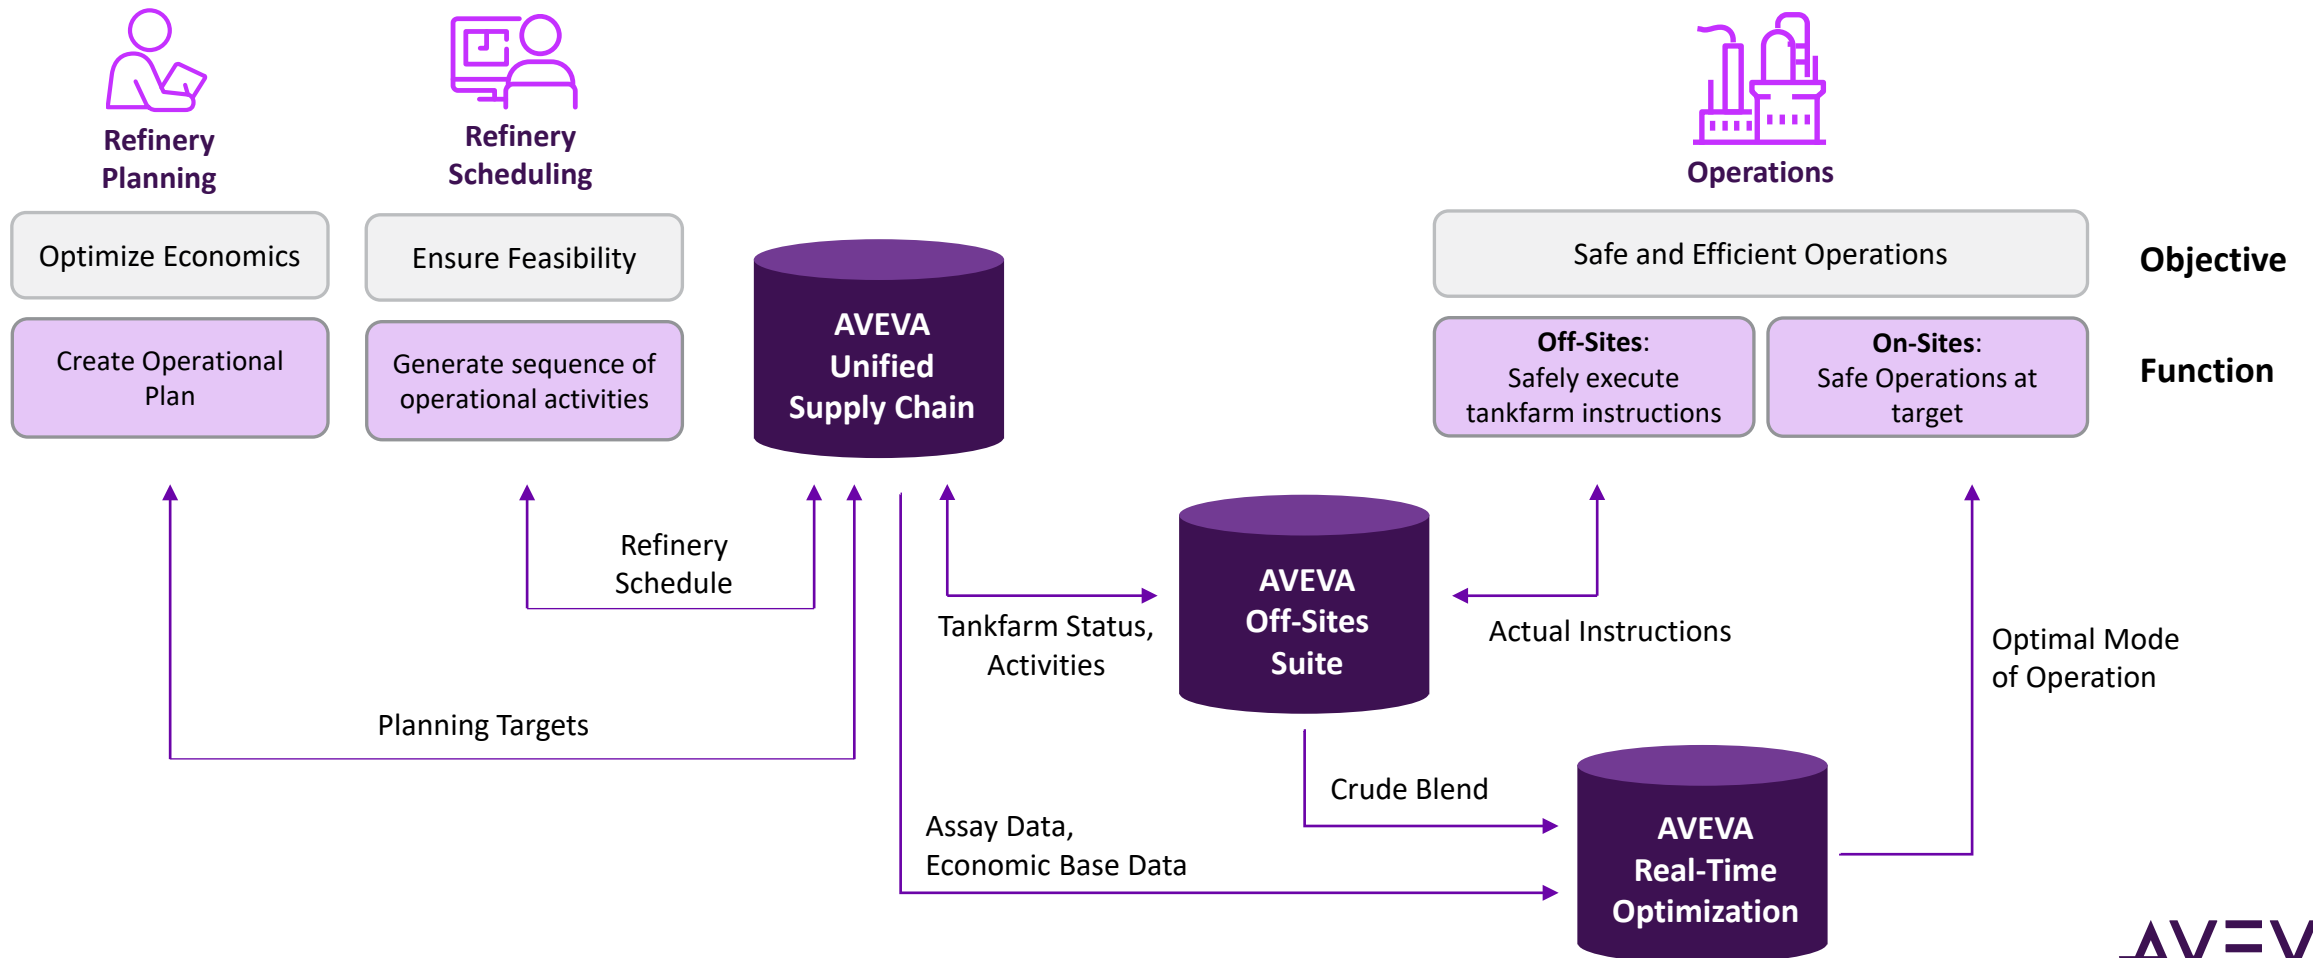 Refinery
Planning
Refinery
Scheduling
Operations
Optimize Economics
Ensure Feasibility
Safe and Efficient Operations
Objective
Create Operational
Plan
Generate sequence of
operational activities
AVEVA
Unified
Supply Chain
Off-Sites:
Safely execute
tankfarm instructions
On-Sites:
Safe Operations at
target
Function
Refinery
Schedule
Tankfarm Status,
Activities
AVEVA
Off-Sites
Suite
Actual Instructions
Optimal Mode
of Operation
Planning Targets
Crude Blend
Assay Data,
Economic Base Data
AVEVA
Real-Time
Optimization
AVEV